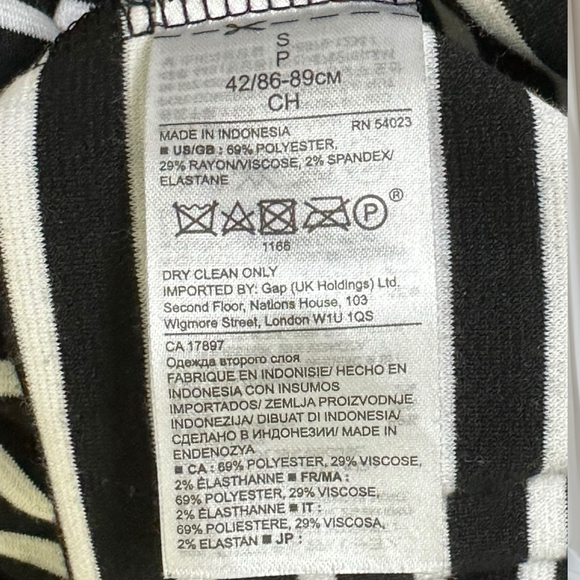 S
P
42/86-89CM
CH
MADE IN INDONESIA RN 54023
■ US/GB : 69% POLYESTER,
29% RAYON/VISCOSE, 2% SPANDEX/
ELASTANE
P ®
1166
DRY CLEAN ONLY
IMPORTED BY: Gap (UK Holdings) Ltd.
Second Floor, Nations House, 103
Wigmore Street, London W1U 1QS
CA 17897
Одежда второго слоя
FABRIQUE EN INDONISIE/ HECHO EN
INDONESIA CON INSUMOS
IMPORTADOS/ ZEMLJA PROIZVODNJE
INDONEZIJA/ DIBUAT DI INDONESIA/
СДЕЛАНО В ИНДОНЕЗИИ/ MADE IN
ENDENOZYA
■ CA : 69% POLYESTER, 29% VISCOSE,
2% ÉLASTHANNE ■ FR/MA :
69% POLYESTER, 29% VISCOSE,
2% ÉLASTHANNE ■ IT :
69% POLIESTERE, 29% VISCOSA,
2% ELASTAN ■ JP :